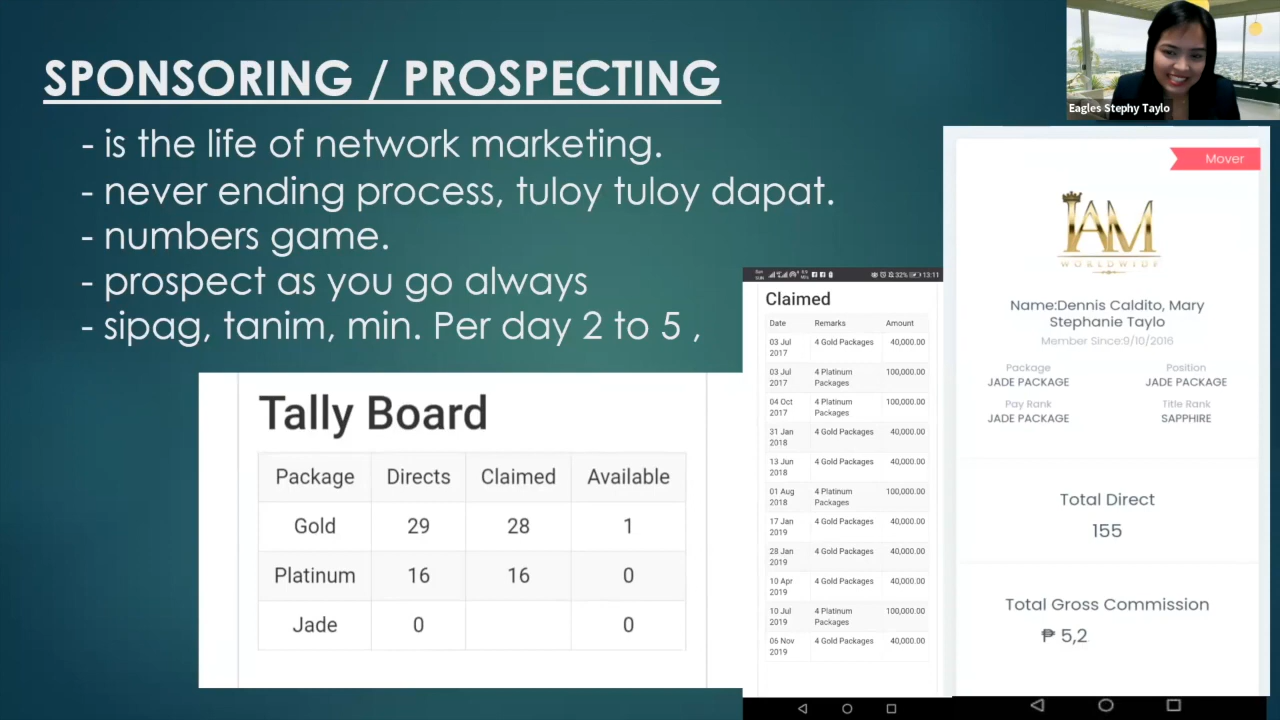 SPONSORING / PROSPECTING
- is the life of network marketing.
- never ending process, tuloy tuloy dapat.
- numbers game.
- prospect as you go always
- sipag, tanim, min. Per day 2 to 5 ,
Eagles Stephy Taylo
Tally Board
Package Directs Claimed Available
Gold 29 28 1
Platinum 16 16 0
Jade 0 0
32% 13:11
Claimed
Date Remarks Amount
03 Jul 2017 4 Gold Packages 40,000.00
03 Jul 2017 4 Platinum Packages 100,000.00
04 Oct 2017 4 Platinum Packages 100,000.00
31 Jan 2018 4 Gold Packages 40,000.00
13 Jun 2018 4 Gold Packages 40,000.00
01 Aug 2018 4 Platinum Packages 100,000.00
17 Jan 2019 4 Gold Packages 40,000.00
28 Jan 2019 4 Gold Packages 40,000.00
10 Apr 2019 4 Gold Packages 40,000.00
10 Jul 2019 4 Platinum Packages 100,000.00
06 Nov 2019 4 Gold Packages 40,000.00
Mover
IAM
WORLDWIDE
Name:Dennis Caldito, Mary
Stephanie Taylo
Member Since:9/10/2016
Package Position
JADE PACKAGE JADE PACKAGE
Pay Rank Title Rank
JADE PACKAGE SAPPHIRE
Total Direct
155
Total Gross Commission
₱ 5,2